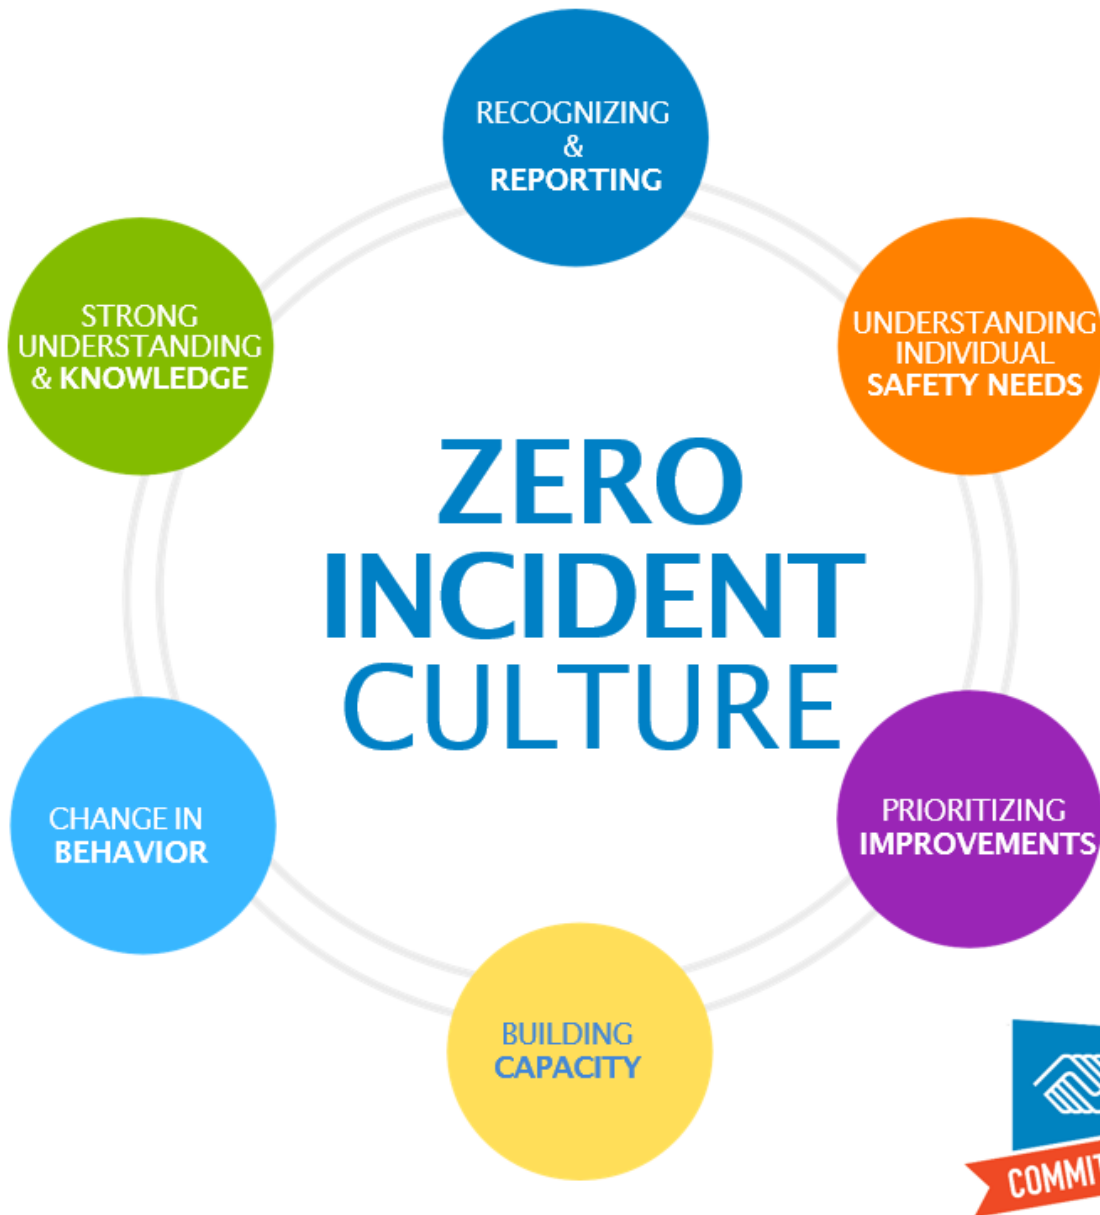 RECOGNIZING
&
REPORTING
STRONG
UNDERSTANDING
& KNOWLEDGE
UNDERSTANDING
INDIVIDUAL
SAFETY NEEDS
ZERO
INCIDENT
CULTURE
CHANGE IN
BEHAVIOR
PRIORITIZING
IMPROVEMENTS
BUILDING
CAPACITY